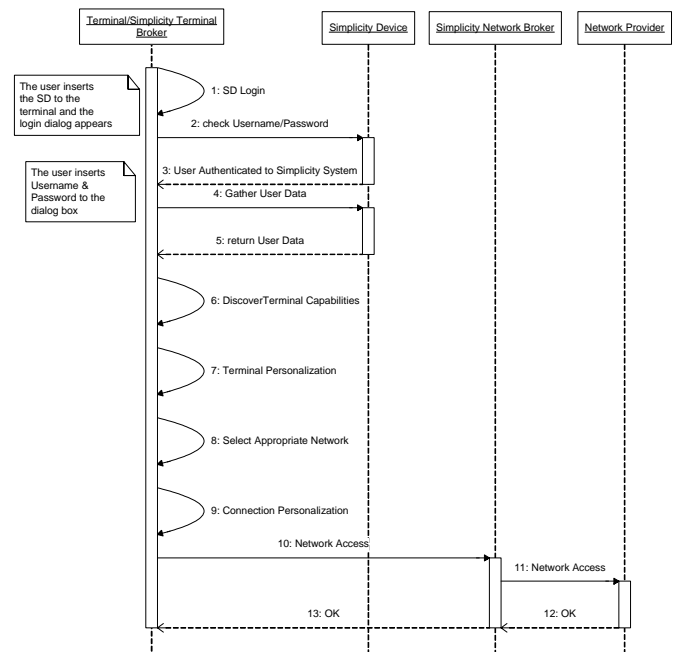 Terminal/Simplicity Terminal
Broker
Simplicity Device
Simplicity Network Broker
Network Provider
The user inserts
the SD to the
terminal and the
login dialog appears
1: SD Login
2: check Username/Password
The user inserts
Username &
Password to the
dialog box
3: User Authenticated to Simplicity System
4: Gather User Data
5: return User Data
6: DiscoverTerminal Capabilities
7: Terminal Personalization
8: Select Appropriate Network
9: Connection Personalization
10: Network Access
11: Network Access
12: OK
13: OK